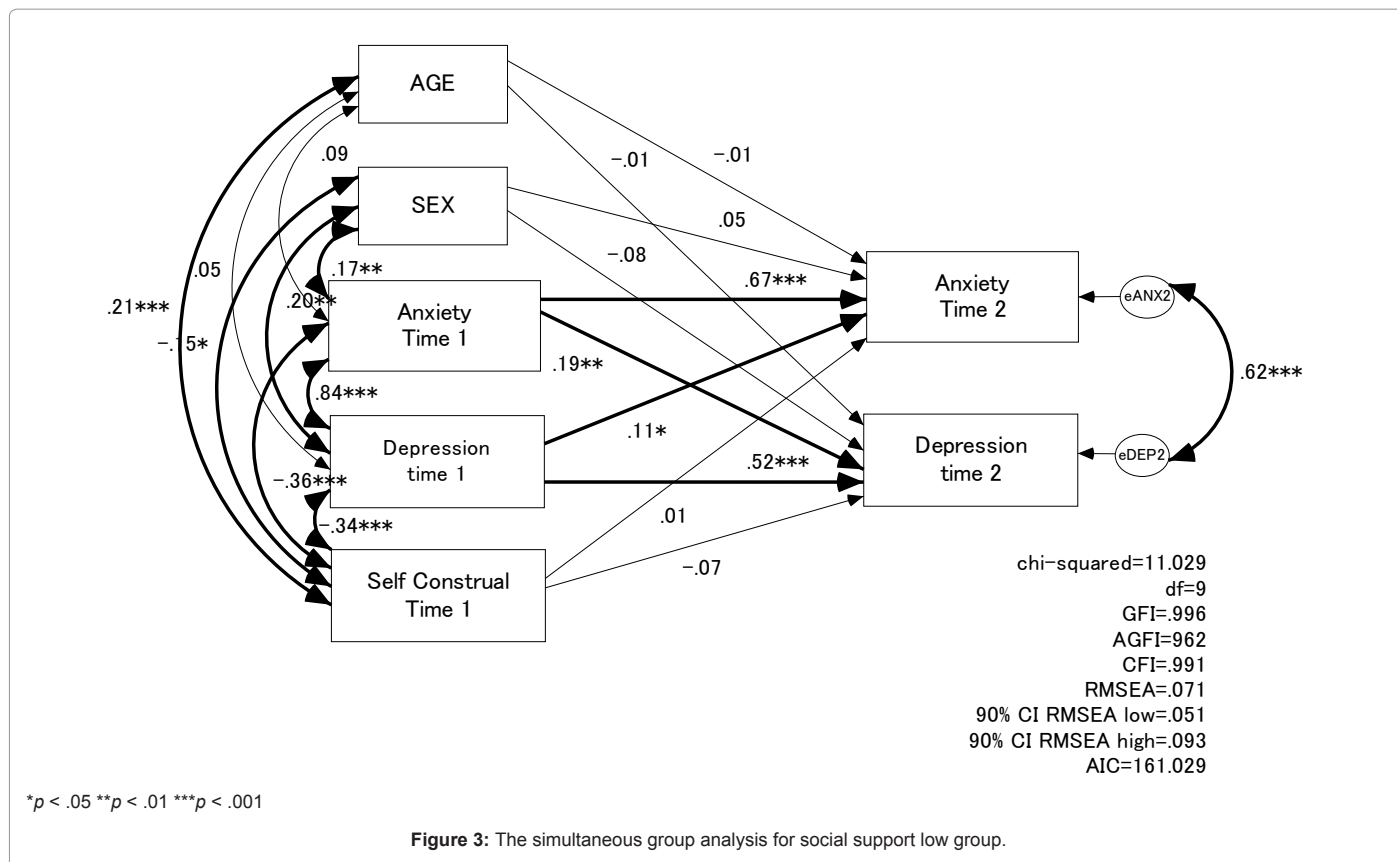 AGE
.09
-.01
-.01
SEX
.05
-.08
.05
.17**
.21***
.20**
-.15*
Anxiety
Time 1
.67***
.19**
Anxiety
Time 2
eANX2
.62***
.84***
Depression
time 1
.11*
.52***
Depression
time 2
eDEP2
-.36***
-.34***
Self Construal
Time 1
.01
-.07
chi-squared=11.029
df=9
GFI=.996
AGFI=962
CFI=.991
RMSEA=.071
90% CI RMSEA low=.051
90% CI RMSEA high=.093
AIC=161.029
*p < .05 **p < .01 ***p < .001
Figure 3: The simultaneous group analysis for social support low group.